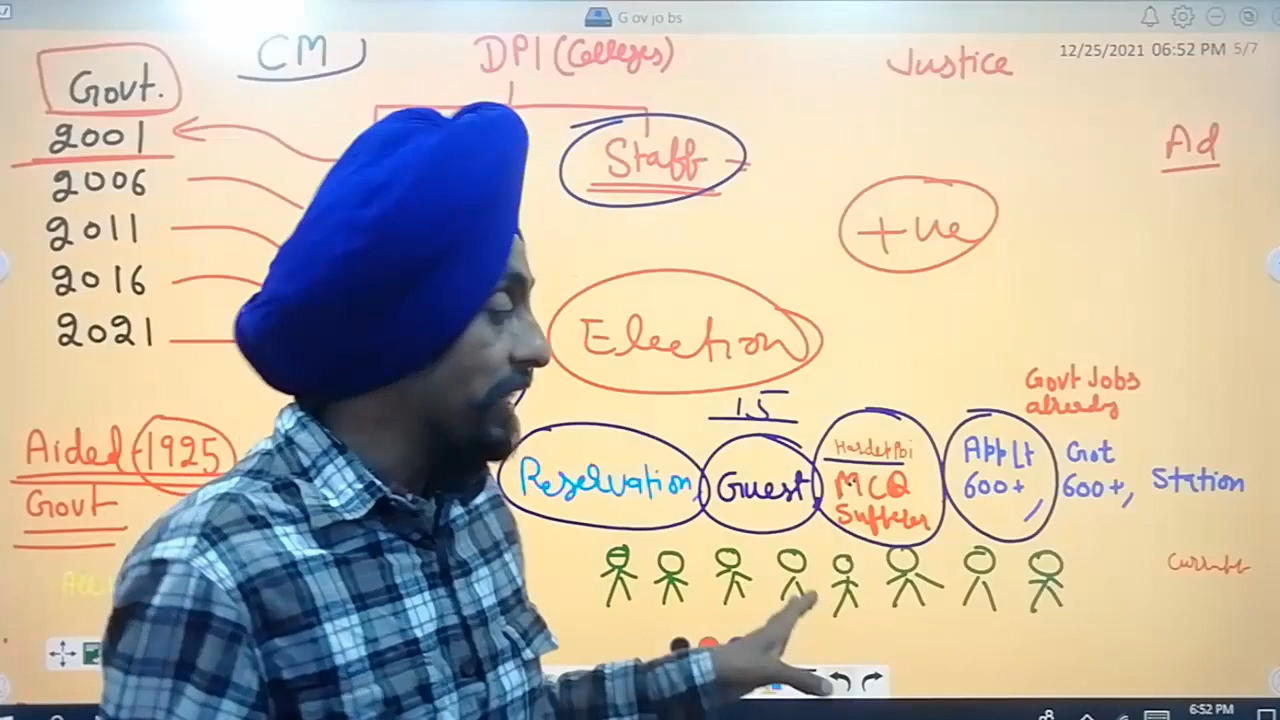 Gov jobs
12/25/2021 06:52 PM 5/7
Govt.
CM
DPI (Colleges)
Justice
2001
2006
2011
2016
2021
Staff
Ad
+ve
Election
15
Govt Jobs
already
Aided - 1925
Govt
Reservation
Guest
MCQ
Sufferer
600+,
Got
600+,
Station
6:52 PM